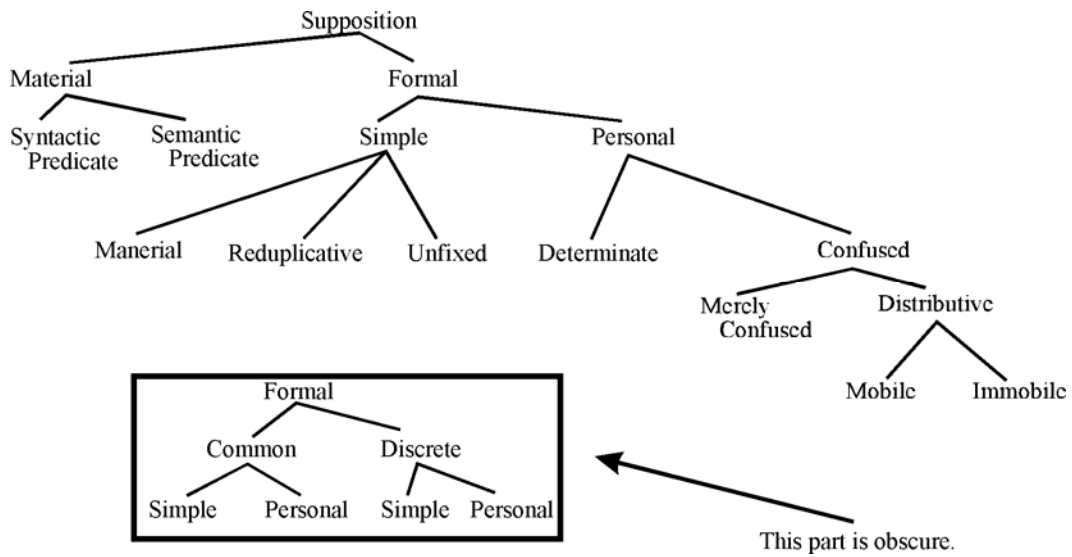 Supposition
Material
Formal
Syntactic
Predicate
Semantic
Predicate
Simple
Personal
Manerial
Reduplicative
Unfixed
Determinate
Confused
Merely
Confused
Distributive
Mobile
Immobile
Formal
Common
Discrete
Simple
Personal
Simple
Personal
This part is obscure.